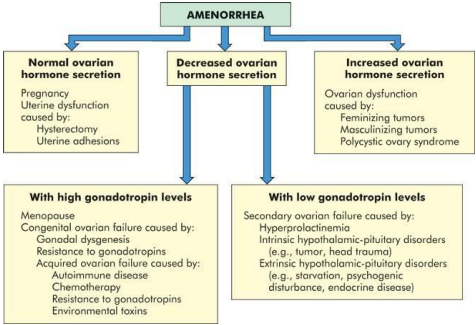 AMENORRHEA
Normal ovarian
hormone secretion
Pregnancy
Uterine dysfunction
caused by:
Hysterectomy
Uterine adhesions
Decreased ovarian
hormone secretion
Increased ovarian
hormone secretion
Ovarian dysfunction
caused by:
Feminizing tumors
Masculinizing tumors
Polycystic ovary syndrome
With high gonadotropin levels
Menopause
Congenital ovarian failure caused by:
Gonadal dysgenesis
Resistance to gonadotropins
Acquired ovarian failure caused by:
Autoimmune disease
Chemotherapy
Resistance to gonadotropins
Environmental toxins
With low gonadotropin levels
Secondary ovarian failure caused by:
Hyperprolactinemia
Intrinsic hypothalamic-pituitary disorders
(e.g., tumor, head trauma)
Extrinsic hypothalamic-pituitary disorders
(e.g., starvation, psychogenic
disturbance, endocrine disease)